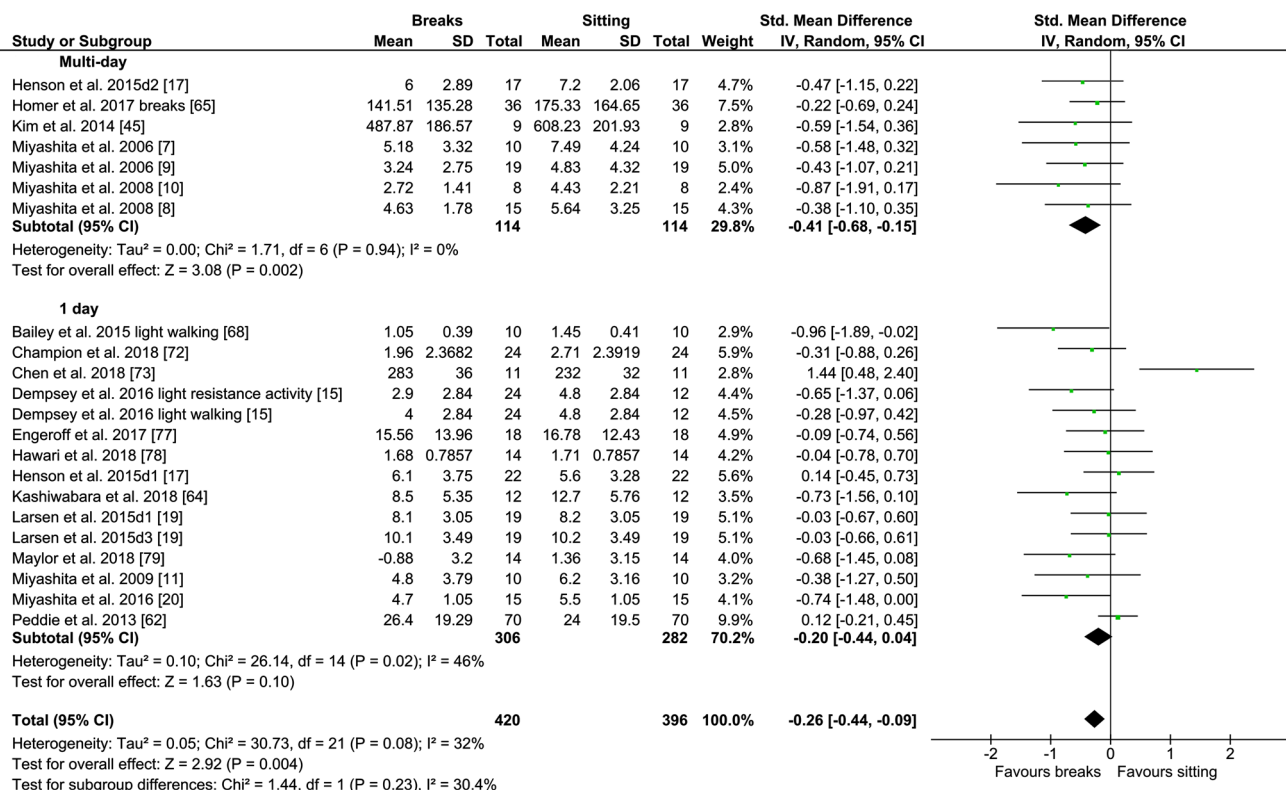 Breaks Sitting Std. Mean Difference Std. Mean Difference
Study or Subgroup Mean SD Total Mean SD Total Weight IV, Random, 95% CI IV, Random, 95% CI
Multi-day
Henson et al. 2015d2 [17] 6 2.89 17 7.2 2.06 17 4.7% -0.47 [-1.15, 0.22]
Homer et al. 2017 breaks [65] 141.51 135.28 36 175.33 164.65 36 7.5% -0.22 [-0.69, 0.24]
Kim et al. 2014 [45] 487.87 186.57 9 608.23 201.93 9 2.8% -0.59 [-1.54, 0.36]
Miyashita et al. 2006 [7] 5.18 3.32 10 7.49 4.24 10 3.1% -0.58 [-1.48, 0.32]
Miyashita et al. 2006 [9] 3.24 2.75 19 4.83 4.32 19 5.0% -0.43 [-1.07, 0.21]
Miyashita et al. 2008 [10] 2.72 1.41 8 4.43 2.21 8 2.4% -0.87 [-1.91, 0.17]
Miyashita et al. 2008 [8] 4.63 1.78 15 5.64 3.25 15 4.3% -0.38 [-1.10, 0.35]
Subtotal (95% CI) 114 114 29.8% -0.41 [-0.68, -0.15]
Heterogeneity: Tau² = 0.00; Chi² = 1.71, df = 6 (P = 0.94); I² = 0%
Test for overall effect: Z = 3.08 (P = 0.002)
1 day
Bailey et al. 2015 light walking [68] 1.05 0.39 10 1.45 0.41 10 2.9% -0.96 [-1.89, -0.02]
Champion et al. 2018 [72] 1.96 2.3682 24 2.71 2.3919 24 5.9% -0.31 [-0.88, 0.26]
Chen et al. 2018 [73] 283 36 11 232 32 11 2.8% 1.44 [0.48, 2.40]
Dempsey et al. 2016 light resistance activity [15] 2.9 2.84 24 4.8 2.84 12 4.4% -0.65 [-1.37, 0.06]
Dempsey et al. 2016 light walking [15] 4 2.84 24 4.8 2.84 12 4.5% -0.28 [-0.97, 0.42]
Engeroff et al. 2017 [77] 15.56 13.96 18 16.78 12.43 18 4.9% -0.09 [-0.74, 0.56]
Hawari et al. 2018 [78] 1.68 0.7857 14 1.71 0.7857 14 4.2% -0.04 [-0.78, 0.70]
Henson et al. 2015d1 [17] 6.1 3.75 22 5.6 3.28 22 5.6% 0.14 [-0.45, 0.73]
Kashiwabara et al. 2018 [64] 8.5 5.35 12 12.7 5.76 12 3.5% -0.73 [-1.56, 0.10]
Larsen et al. 2015d1 [19] 8.1 3.05 19 8.2 3.05 19 5.1% -0.03 [-0.67, 0.60]
Larsen et al. 2015d3 [19] 10.1 3.49 19 10.2 3.49 19 5.1% -0.03 [-0.66, 0.61]
Maylor et al. 2018 [79] -0.88 3.2 14 1.36 3.15 14 4.0% -0.68 [-1.45, 0.08]
Miyashita et al. 2009 [11] 4.8 3.79 10 6.2 3.16 10 3.2% -0.38 [-1.27, 0.50]
Miyashita et al. 2016 [20] 4.7 1.05 15 5.5 1.05 15 4.1% -0.74 [-1.48, 0.00]
Peddie et al. 2013 [62] 26.4 19.29 70 24 19.5 70 9.9% 0.12 [-0.21, 0.45]
Subtotal (95% CI) 306 282 70.2% -0.20 [-0.44, 0.04]
Heterogeneity: Tau² = 0.10; Chi² = 26.14, df = 14 (P = 0.02); I² = 46%
Test for overall effect: Z = 1.63 (P = 0.10)
Total (95% CI) 420 396 100.0% -0.26 [-0.44, -0.09]
Heterogeneity: Tau² = 0.05; Chi² = 30.73, df = 21 (P = 0.08); I² = 32%
Test for overall effect: Z = 2.92 (P = 0.004)
Test for subgroup differences: Chi² = 1.44, df = 1 (P = 0.23), I² = 30.4%
-2 -1 0 1 2
Favours breaks Favours sitting